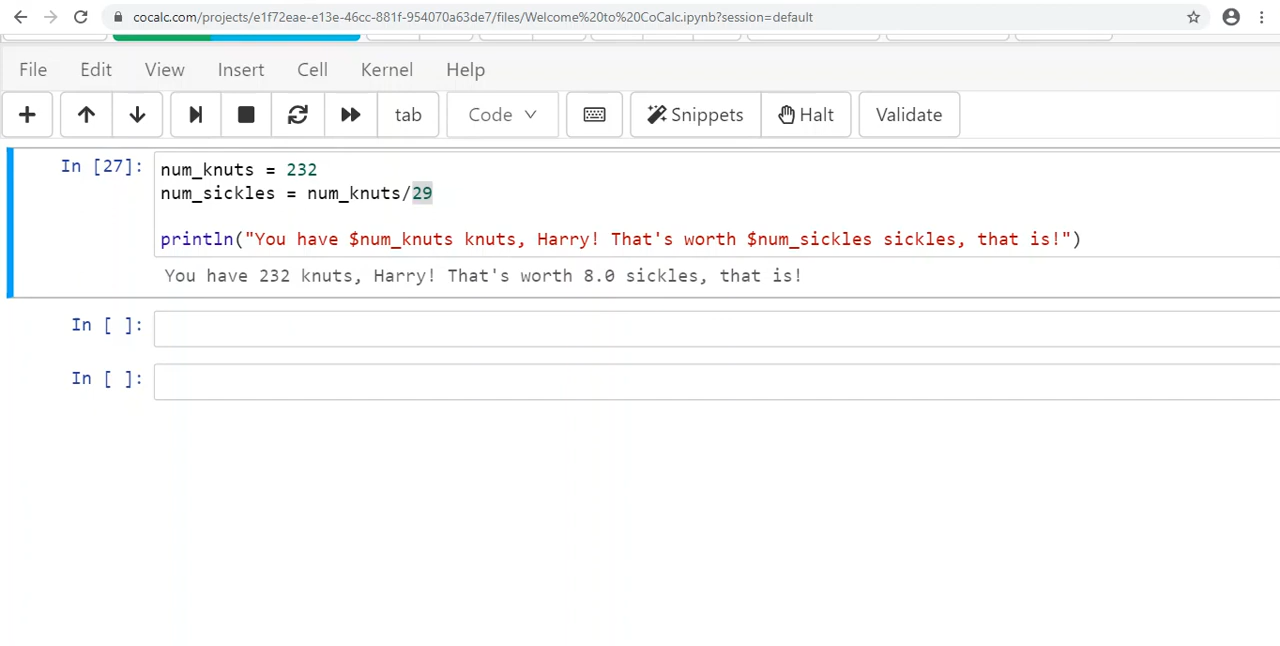 cocalc.com/projects/e1f72eae-e13e-46cc-881f-954070a63de7/files/Welcome%20to%20CoCalc.ipynb?session=default
File Edit View Insert Cell Kernel Help
tab Code Snippets Halt Validate
In [27]: num_knuts = 232
num_sickles = num_knuts/29
println("You have $num_knuts knuts, Harry! That's worth $num_sickles sickles, that is!")
You have 232 knuts, Harry! That's worth 8.0 sickles, that is!
In [ ]:
In [ ]: